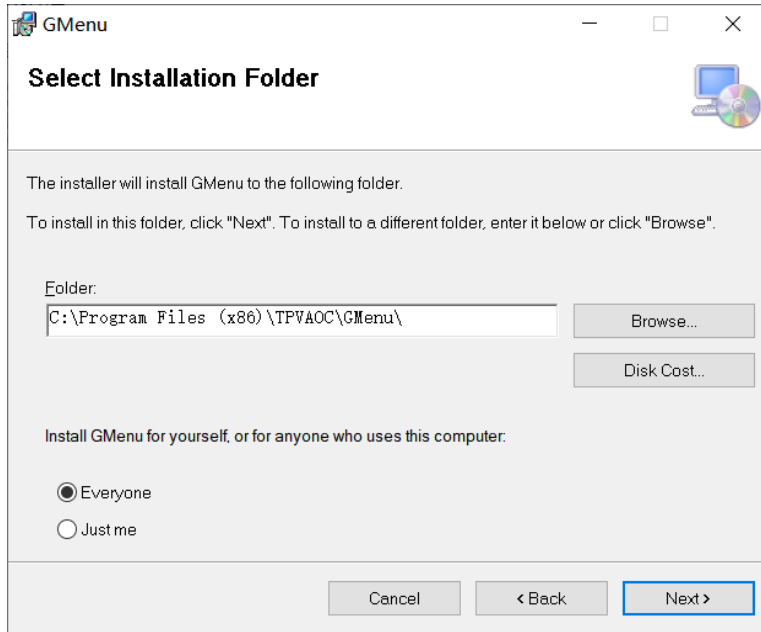 GMenu
Select Installation Folder
The installer will install GMenu to the following folder.
To install in this folder, click "Next". To install to a different folder, enter it below or click "Browse".
Folder:
C:\Program Files (x86)\TPVAOC\GMenu\
Browse...
Disk Cost...
Install GMenu for yourself, or for anyone who uses this computer:
Everyone
Just me
Cancel
< Back
Next >